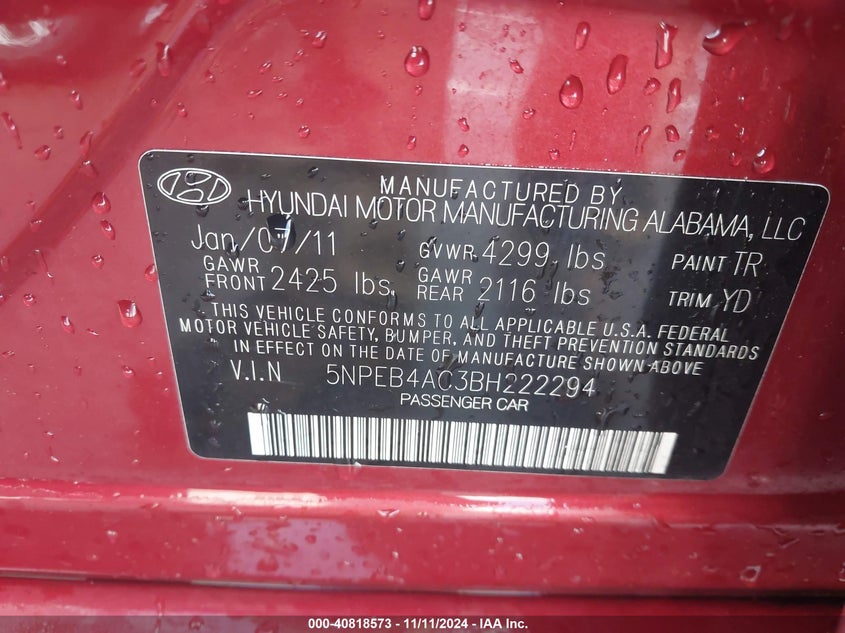 MANUFACTURED BY
HYUNDAI MOTOR MANUFACTURING ALABAMA, LLC
Jan/07/11 GVWR 4299 lbs PAINT TR
GAWR FRONT 2425 lbs GAWR REAR 2116 lbs TRIM YD
THIS VEHICLE CONFORMS TO ALL APPLICABLE U.S.A. FEDERAL
MOTOR VEHICLE SAFETY, BUMPER, AND THEFT PREVENTION STANDARDS
IN EFFECT ON THE DATE OF MANUFACTURE SHOWN ABOVE
V.I.N 5NPEB4AC3BH222294
PASSENGER CAR
000-40818573 - 11/11/2024 - IAA Inc.